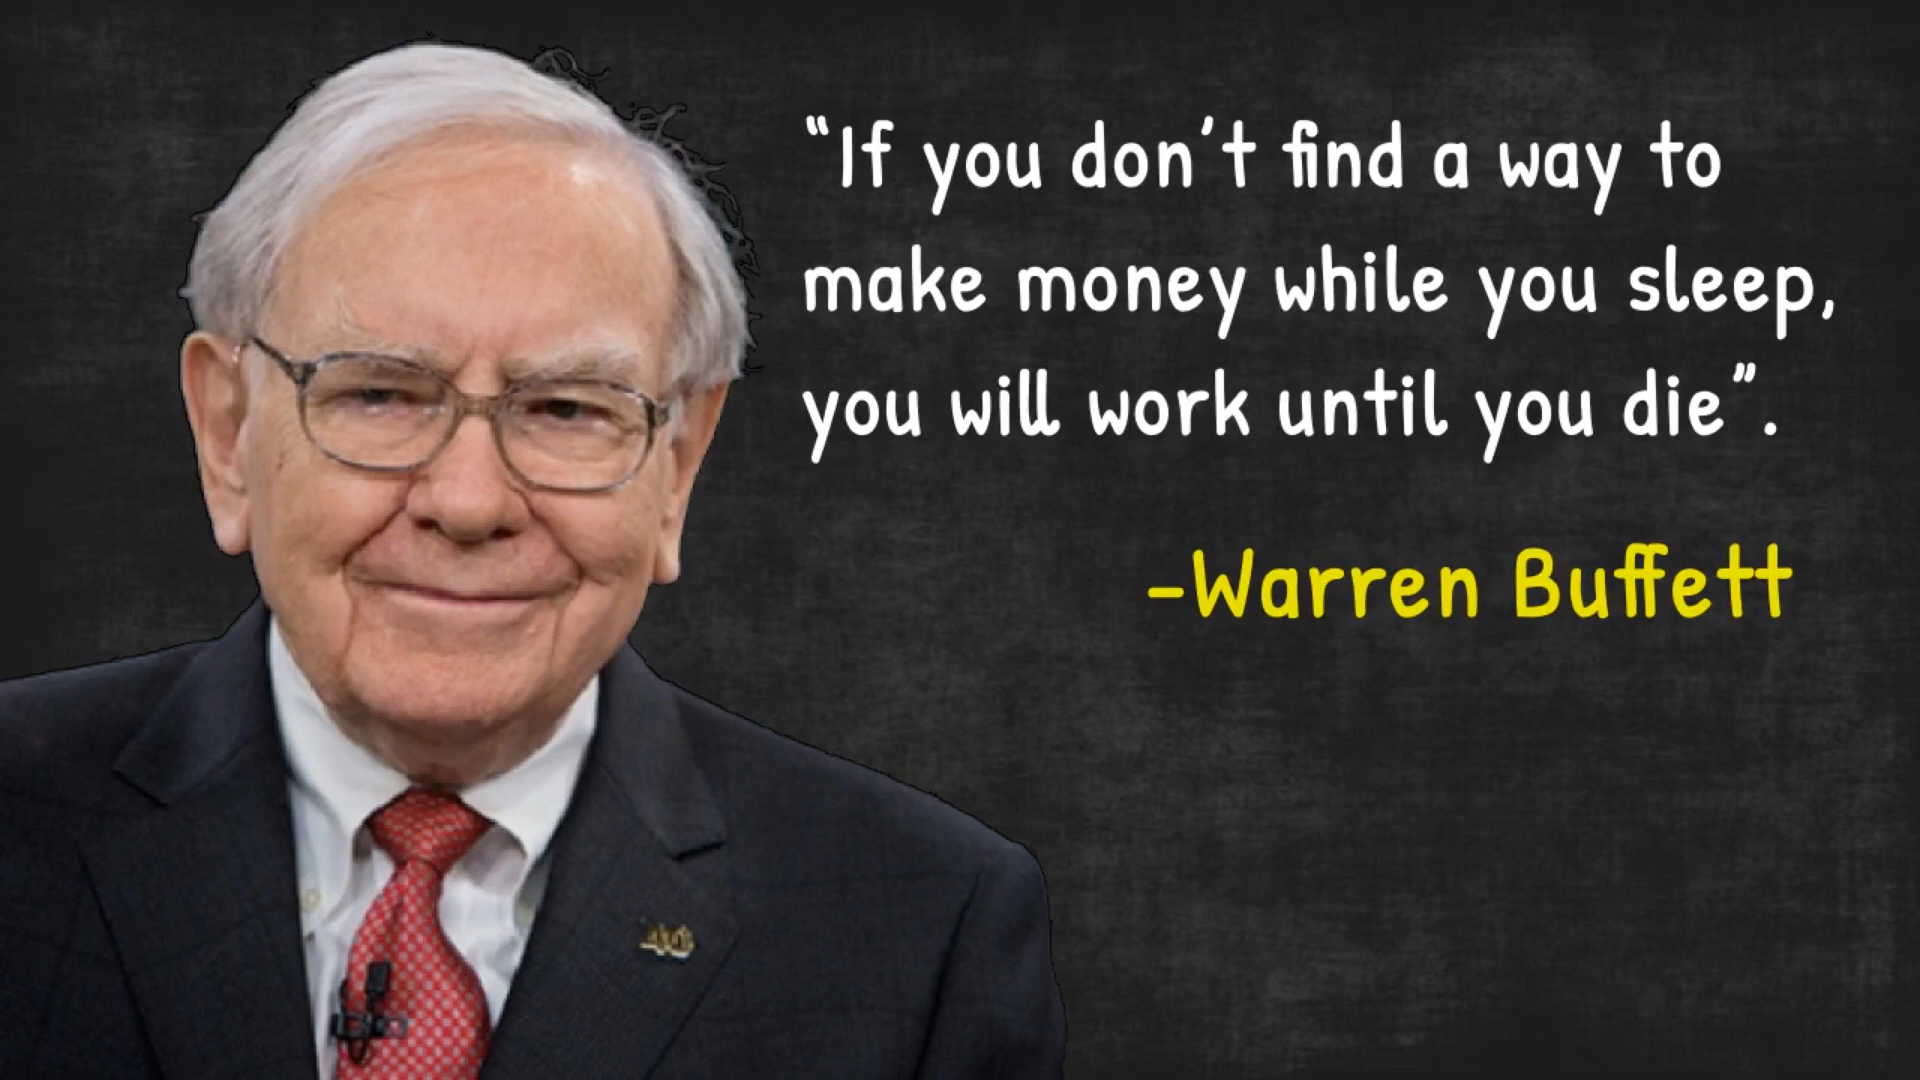 “If you don’t find a way to
make money while you sleep,
you will work until you die”.
-Warren Buffett